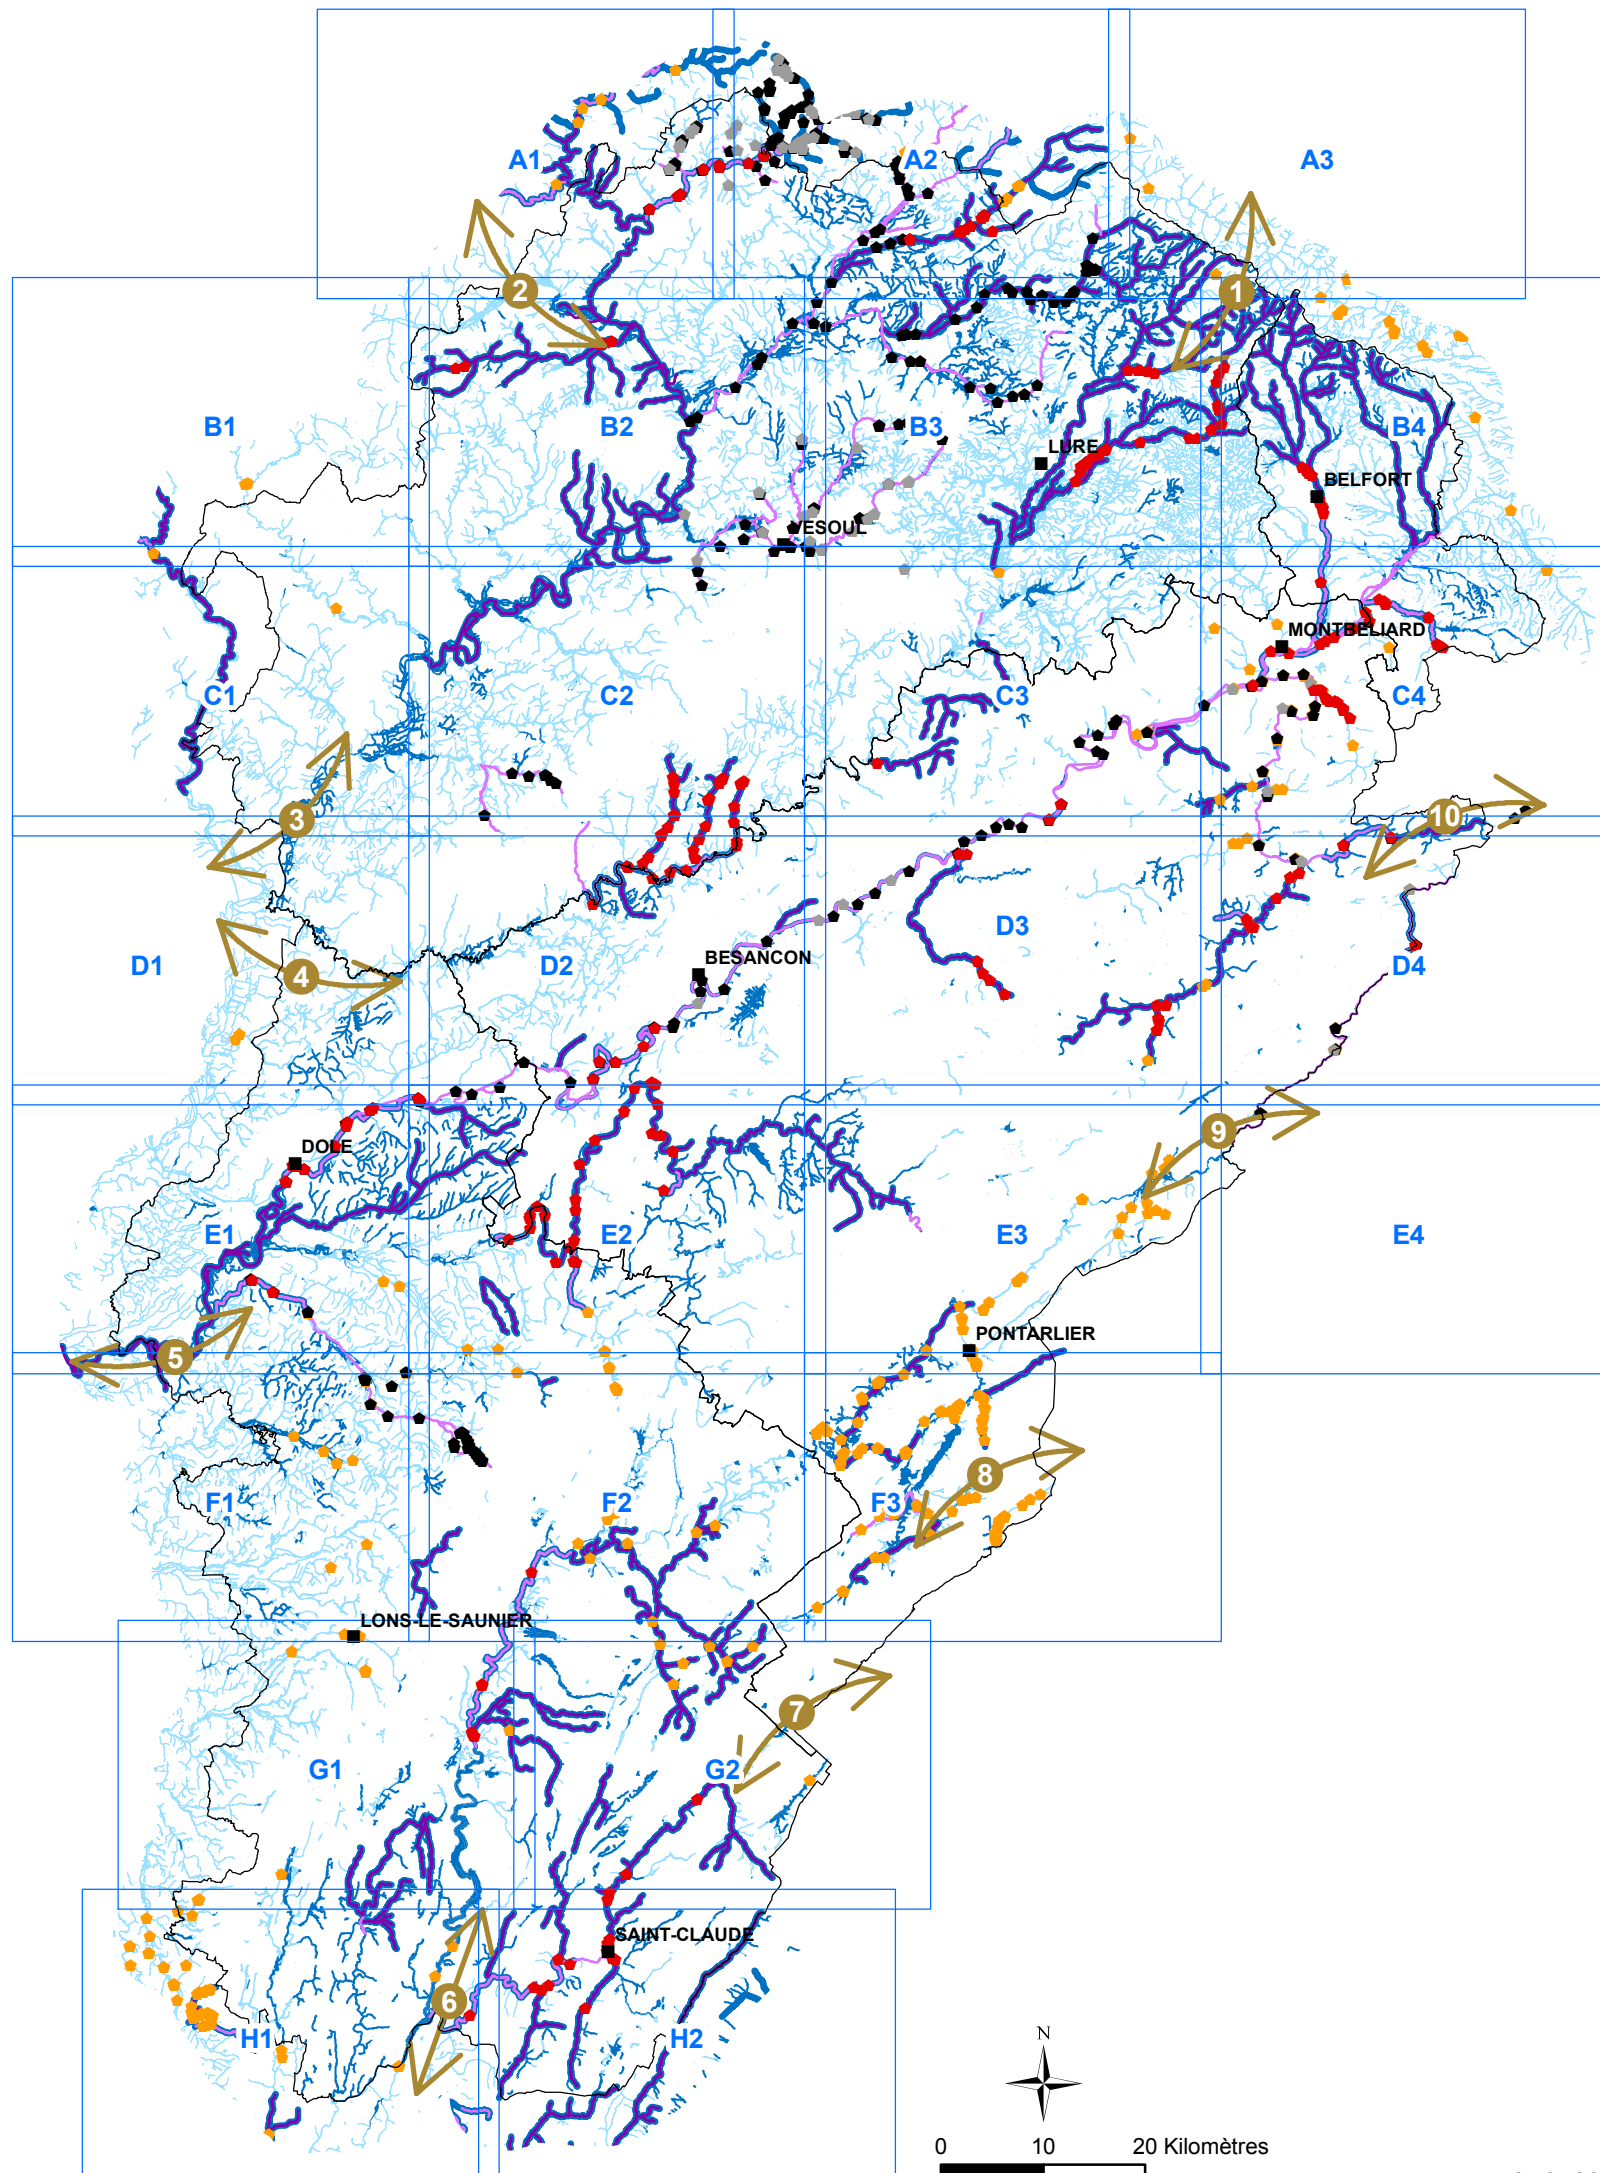 A1
A2
A3
2
1
B1
B2
B3
B4
LURE
BELFORT
VESOUL
MONTBELIARD
C1
C2
C3
C4
3
10
D1
D2
D3
D4
BESANCON
4
9
DOLE
E1
E2
E3
E4
PONTARLIER
5
8
F1
F2
F3
LONS-LE-SAUNIER
7
G1
G2
SAINT-CLAUDE
6
H1
H2
N
0 10 20 Kilomètres